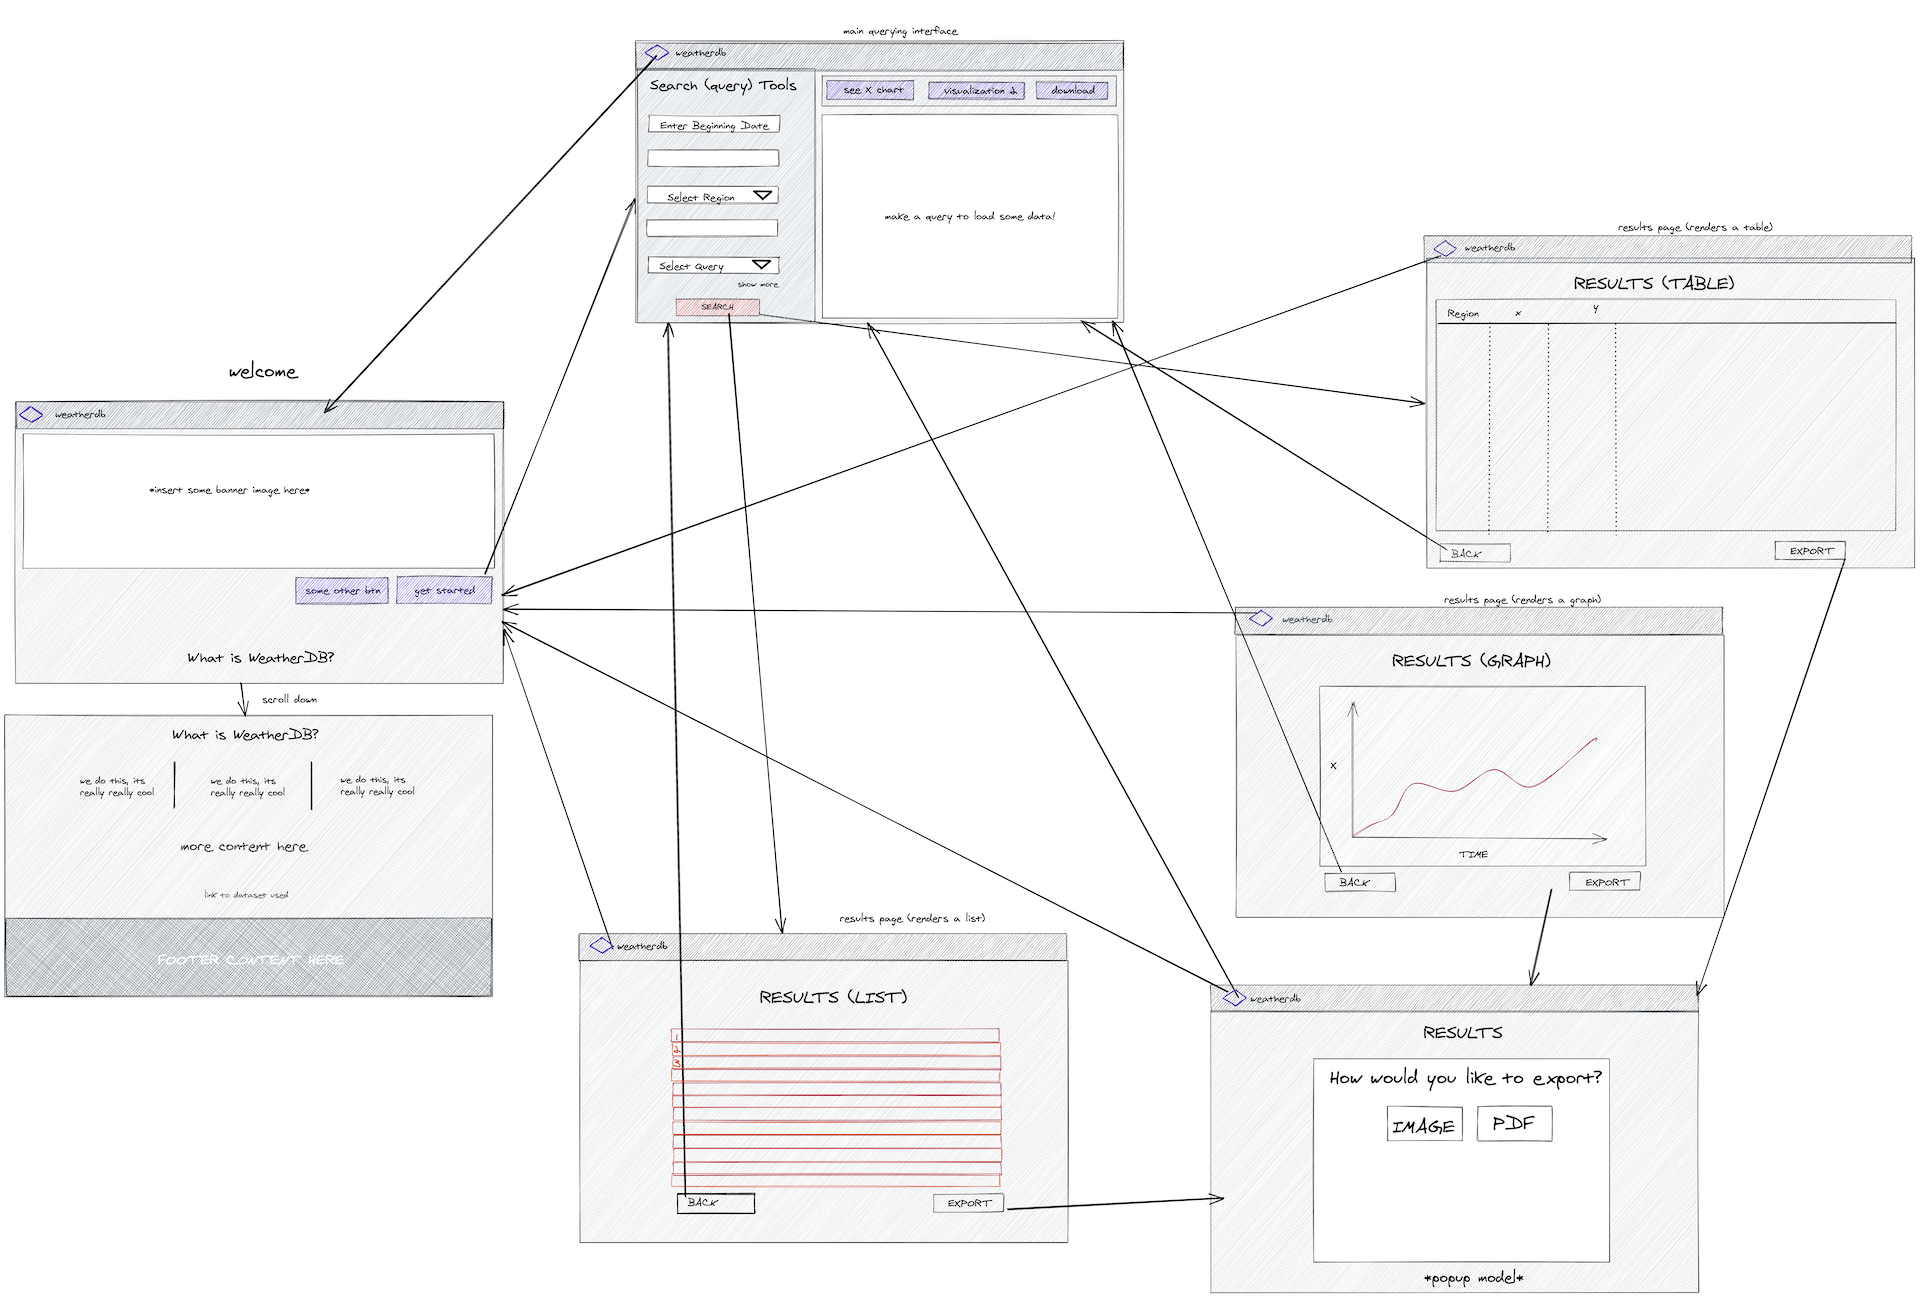 main querying interface
weatherdb
Search (query) Tools
Enter Beginning Date
Select Region
Select Query
show more
SEARCH
see X chart
visualization
download
make a query to load some data!
results page (renders a table)
weatherdb
RESULTS (TABLE)
Region x y
BACK
EXPORT
welcome
weatherdb
*insert some banner image here*
some other btn
get started
What is WeatherDB?
scroll down
What is WeatherDB?
we do this, its
really really cool
we do this, its
really really cool
we do this, its
really really cool
more content here
link to dataset used
FOOTER CONTENT HERE
results page (renders a graph)
weatherdb
RESULTS (GRAPH)
X
TIME
BACK
EXPORT
results page (renders a list)
weatherdb
RESULTS (LIST)
1
2
3
BACK
EXPORT
weatherdb
RESULTS
How would you like to export?
IMAGE
PDF
*popup model*